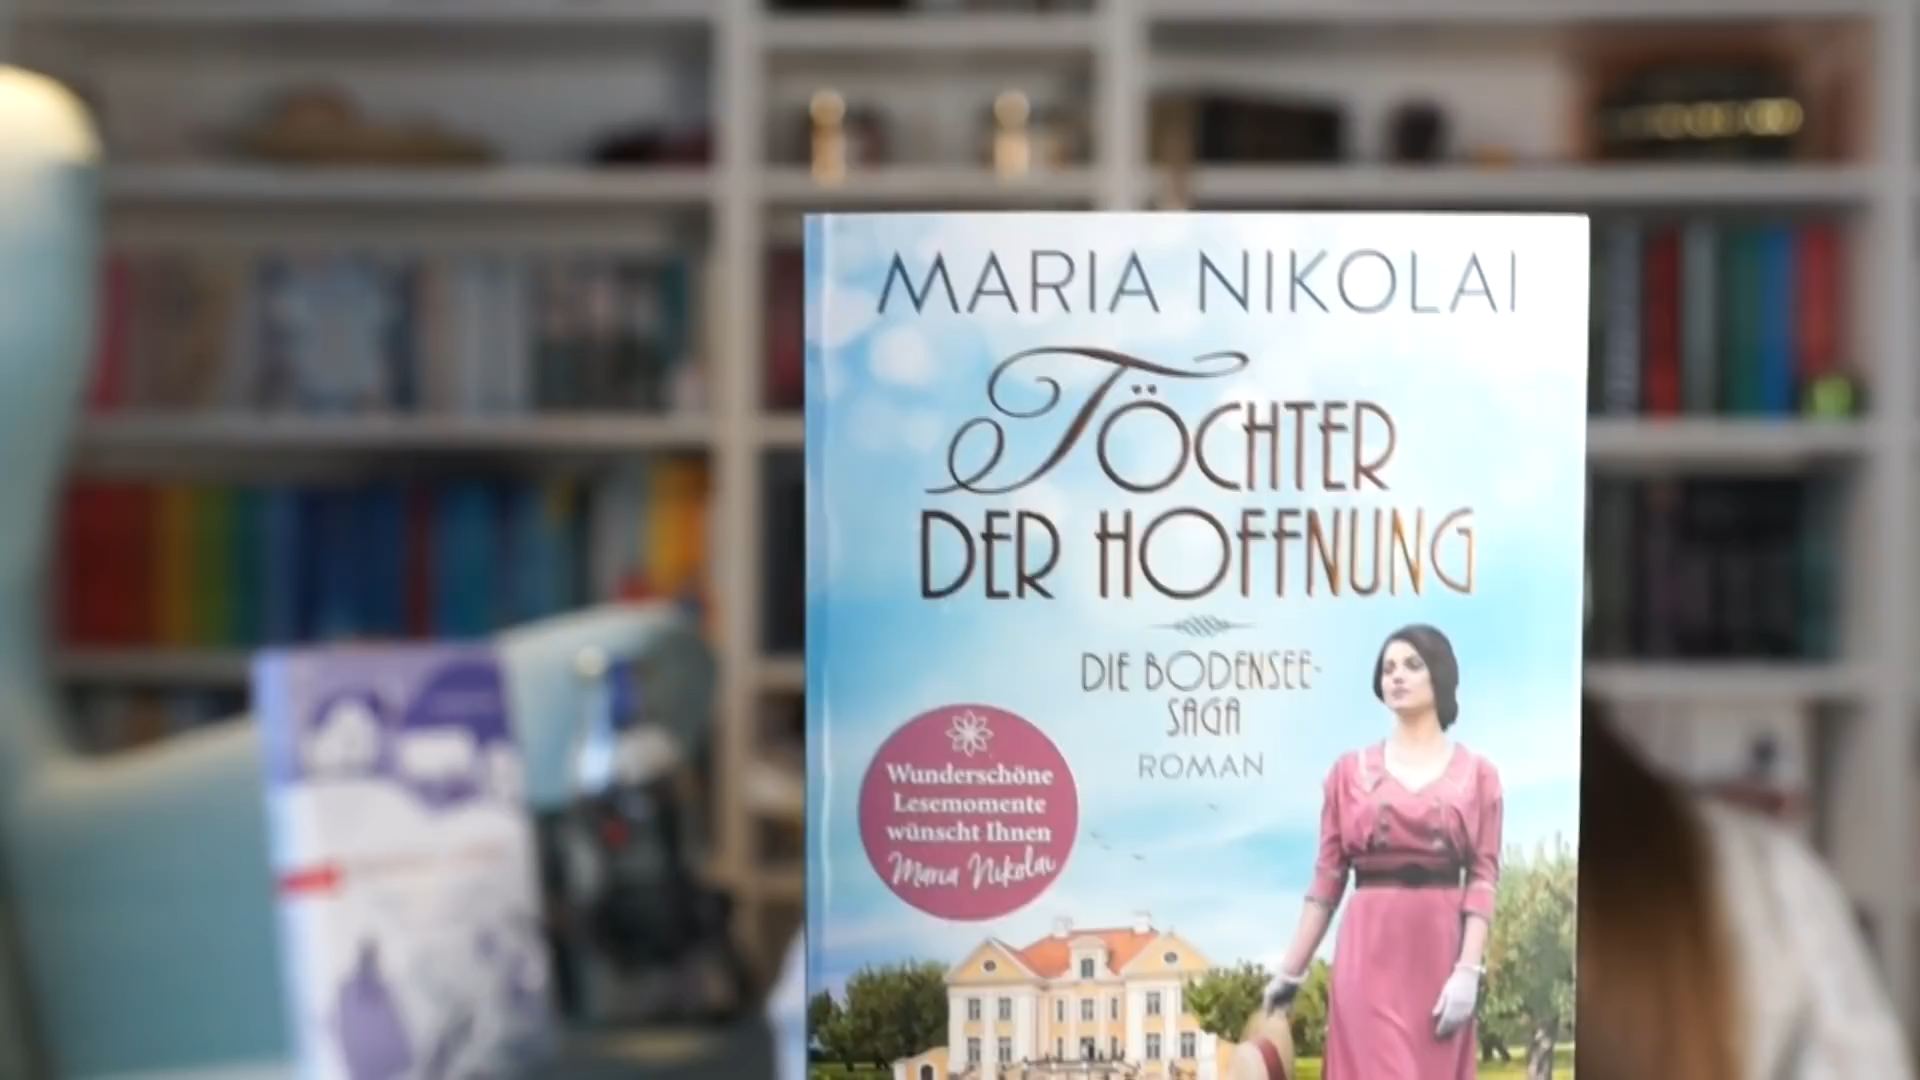 MARIA NIKOLAI
TÖCHTER
DER HOFFNUNG
DIE BODENSEE-
SAGA
ROMAN
Wunderschöne
Lesemomente
wünscht Ihnen
Maria Nikolai